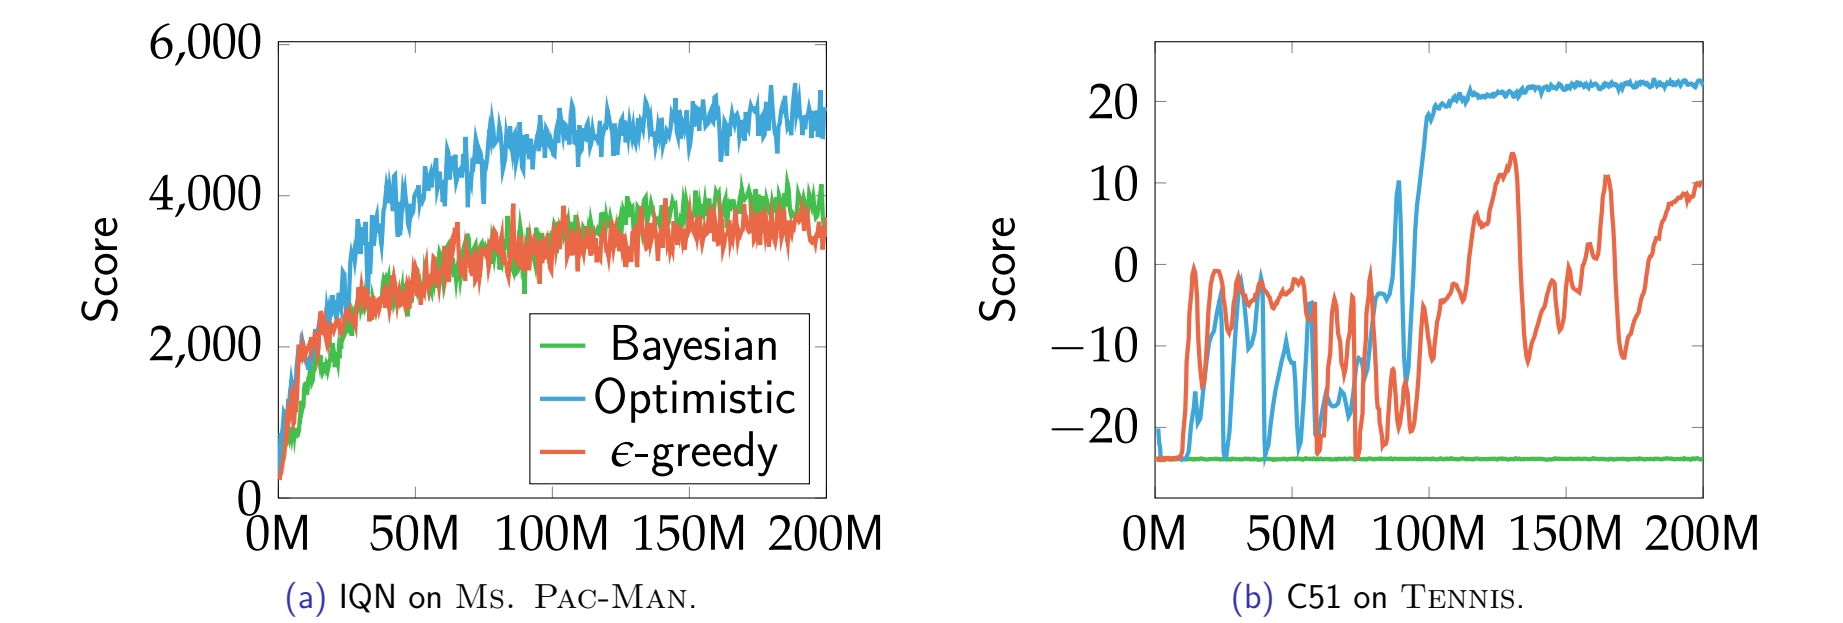 6,000
4,000
2,000
0
Score
0M 50M 100M 150M 200M
Bayesian
Optimistic
ϵ-greedy
(a) IQN on Ms. Pac-Man.
20
10
0
−10
−20
Score
0M 50M 100M 150M 200M
(b) C51 on Tennis.